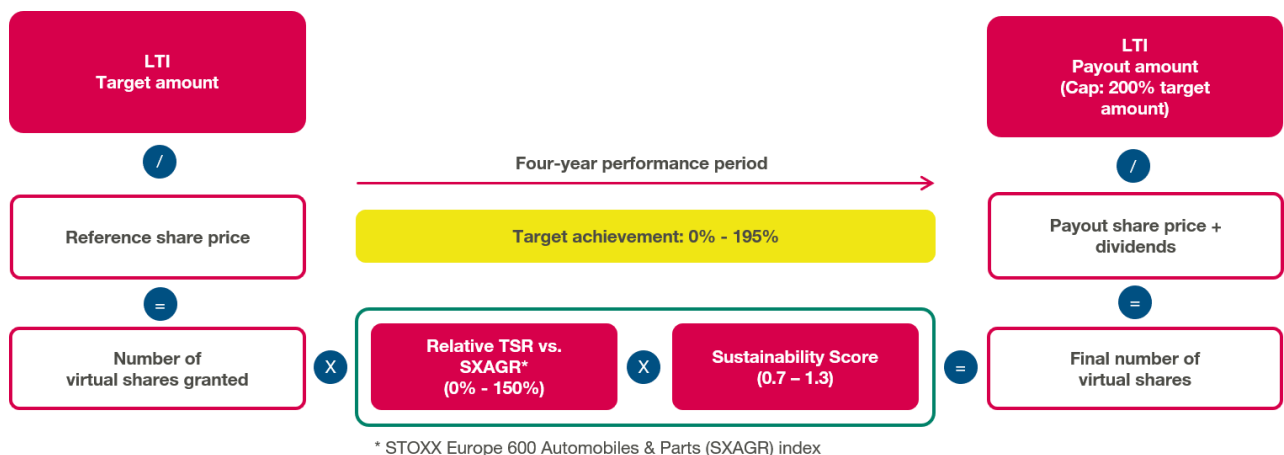 LTI
Target amount
/
Reference share price
=
Number of
virtual shares granted
X
Four-year performance period
Target achievement: 0% - 195%
Relative TSR vs.
SXAGR*
(0% - 150%)
X
Sustainability Score
(0.7 – 1.3)
* STOXX Europe 600 Automobiles & Parts (SXAGR) index
=
LTI
Payout amount
(Cap: 200% target
amount)
/
Payout share price +
dividends
=
Final number of
virtual shares